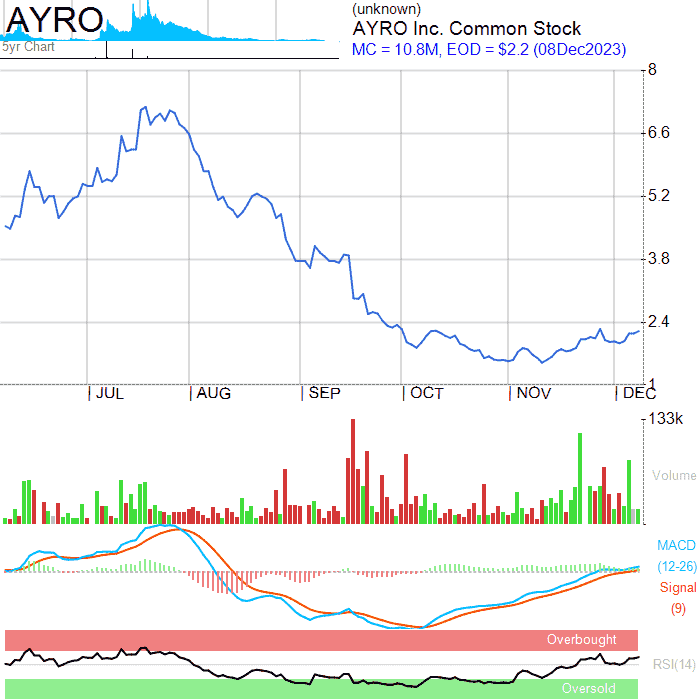 AYRO
5yr Chart
(unknown)
AYRO Inc. Common Stock
MC = 10.8M, EOD = $2.2 (08Dec2023)
8
6.6
5.2
3.8
2.4
1
JUL AUG SEP OCT NOV DEC
133k
Volume
MACD
(12-26)
Signal
(9)
Overbought
RSI(14)
Oversold